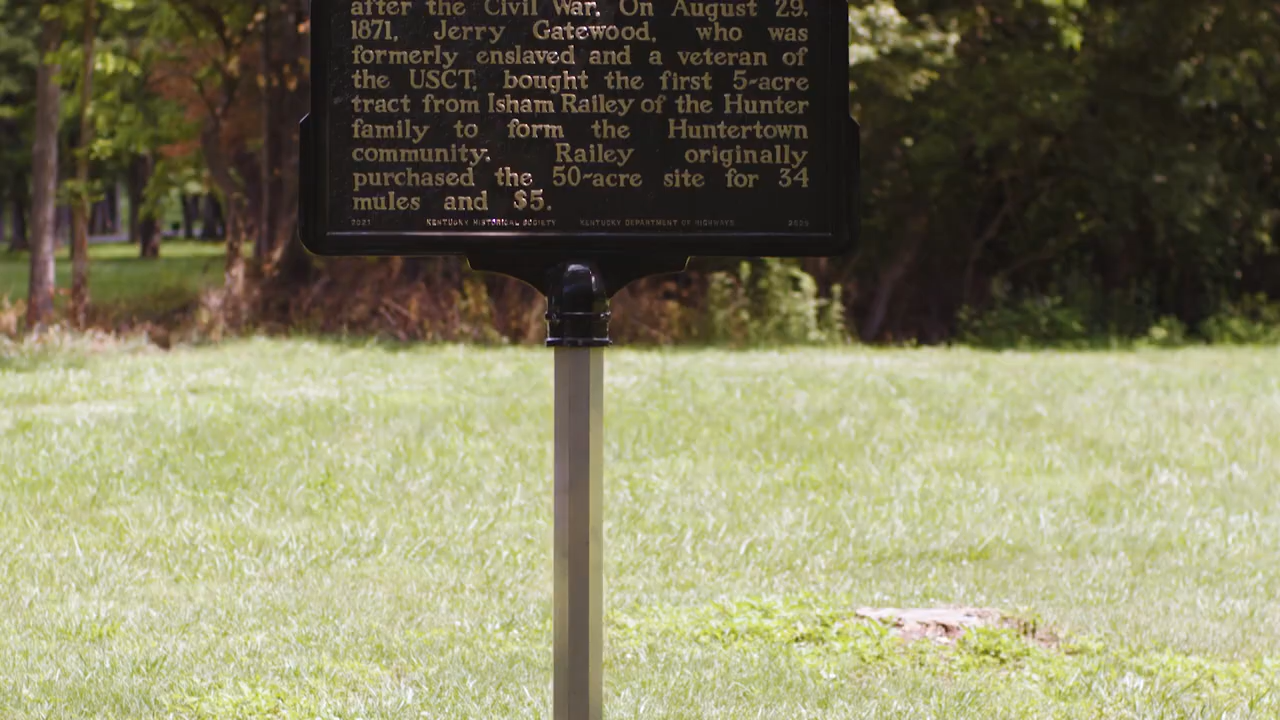 after the Civil War. On August 29,
1871, Jerry Gatewood, who was
formerly enslaved and a veteran of
the USCT, bought the first 5-acre
tract from Isham Railey of the Hunter
family to form the Huntertown
community. Railey originally
purchased the 50-acre site for 34
mules and $5.
2021 KENTUCKY HISTORICAL SOCIETY KENTUCKY DEPARTMENT OF HIGHWAYS